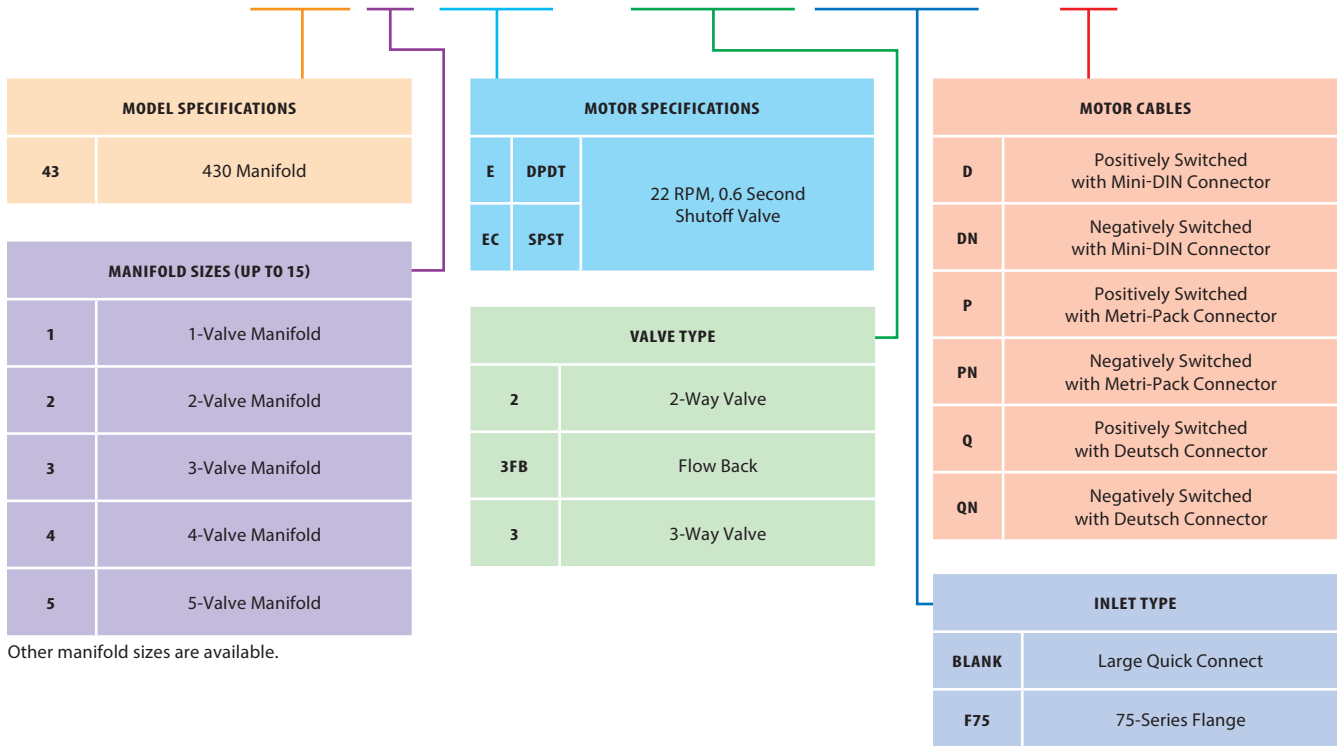 MODEL SPECIFICATIONS
43 430 Manifold
MANIFOLD SIZES (UP TO 15)
1 1-Valve Manifold
2 2-Valve Manifold
3 3-Valve Manifold
4 4-Valve Manifold
5 5-Valve Manifold
Other manifold sizes are available.
MOTOR SPECIFICATIONS
E DPDT
EC SPST
22 RPM, 0.6 Second
Shutoff Valve
VALVE TYPE
2 2-Way Valve
3FB Flow Back
3 3-Way Valve
MOTOR CABLES
D Positively Switched
with Mini-DIN Connector
DN Negatively Switched
with Mini-DIN Connector
P Positively Switched
with Metri-Pack Connector
PN Negatively Switched
with Metri-Pack Connector
Q Positively Switched
with Deutsch Connector
QN Negatively Switched
with Deutsch Connector
INLET TYPE
BLANK Large Quick Connect
F75 75-Series Flange